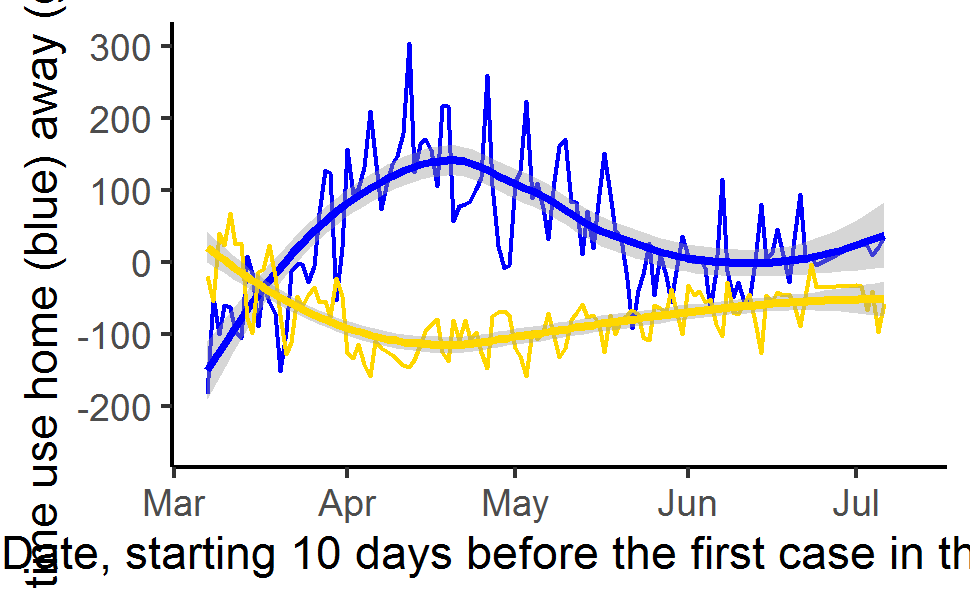 time use home (blue) away (
300
200
100
0
-100
-200
Mar Apr May Jun Jul
Date, starting 10 days before the first case in th